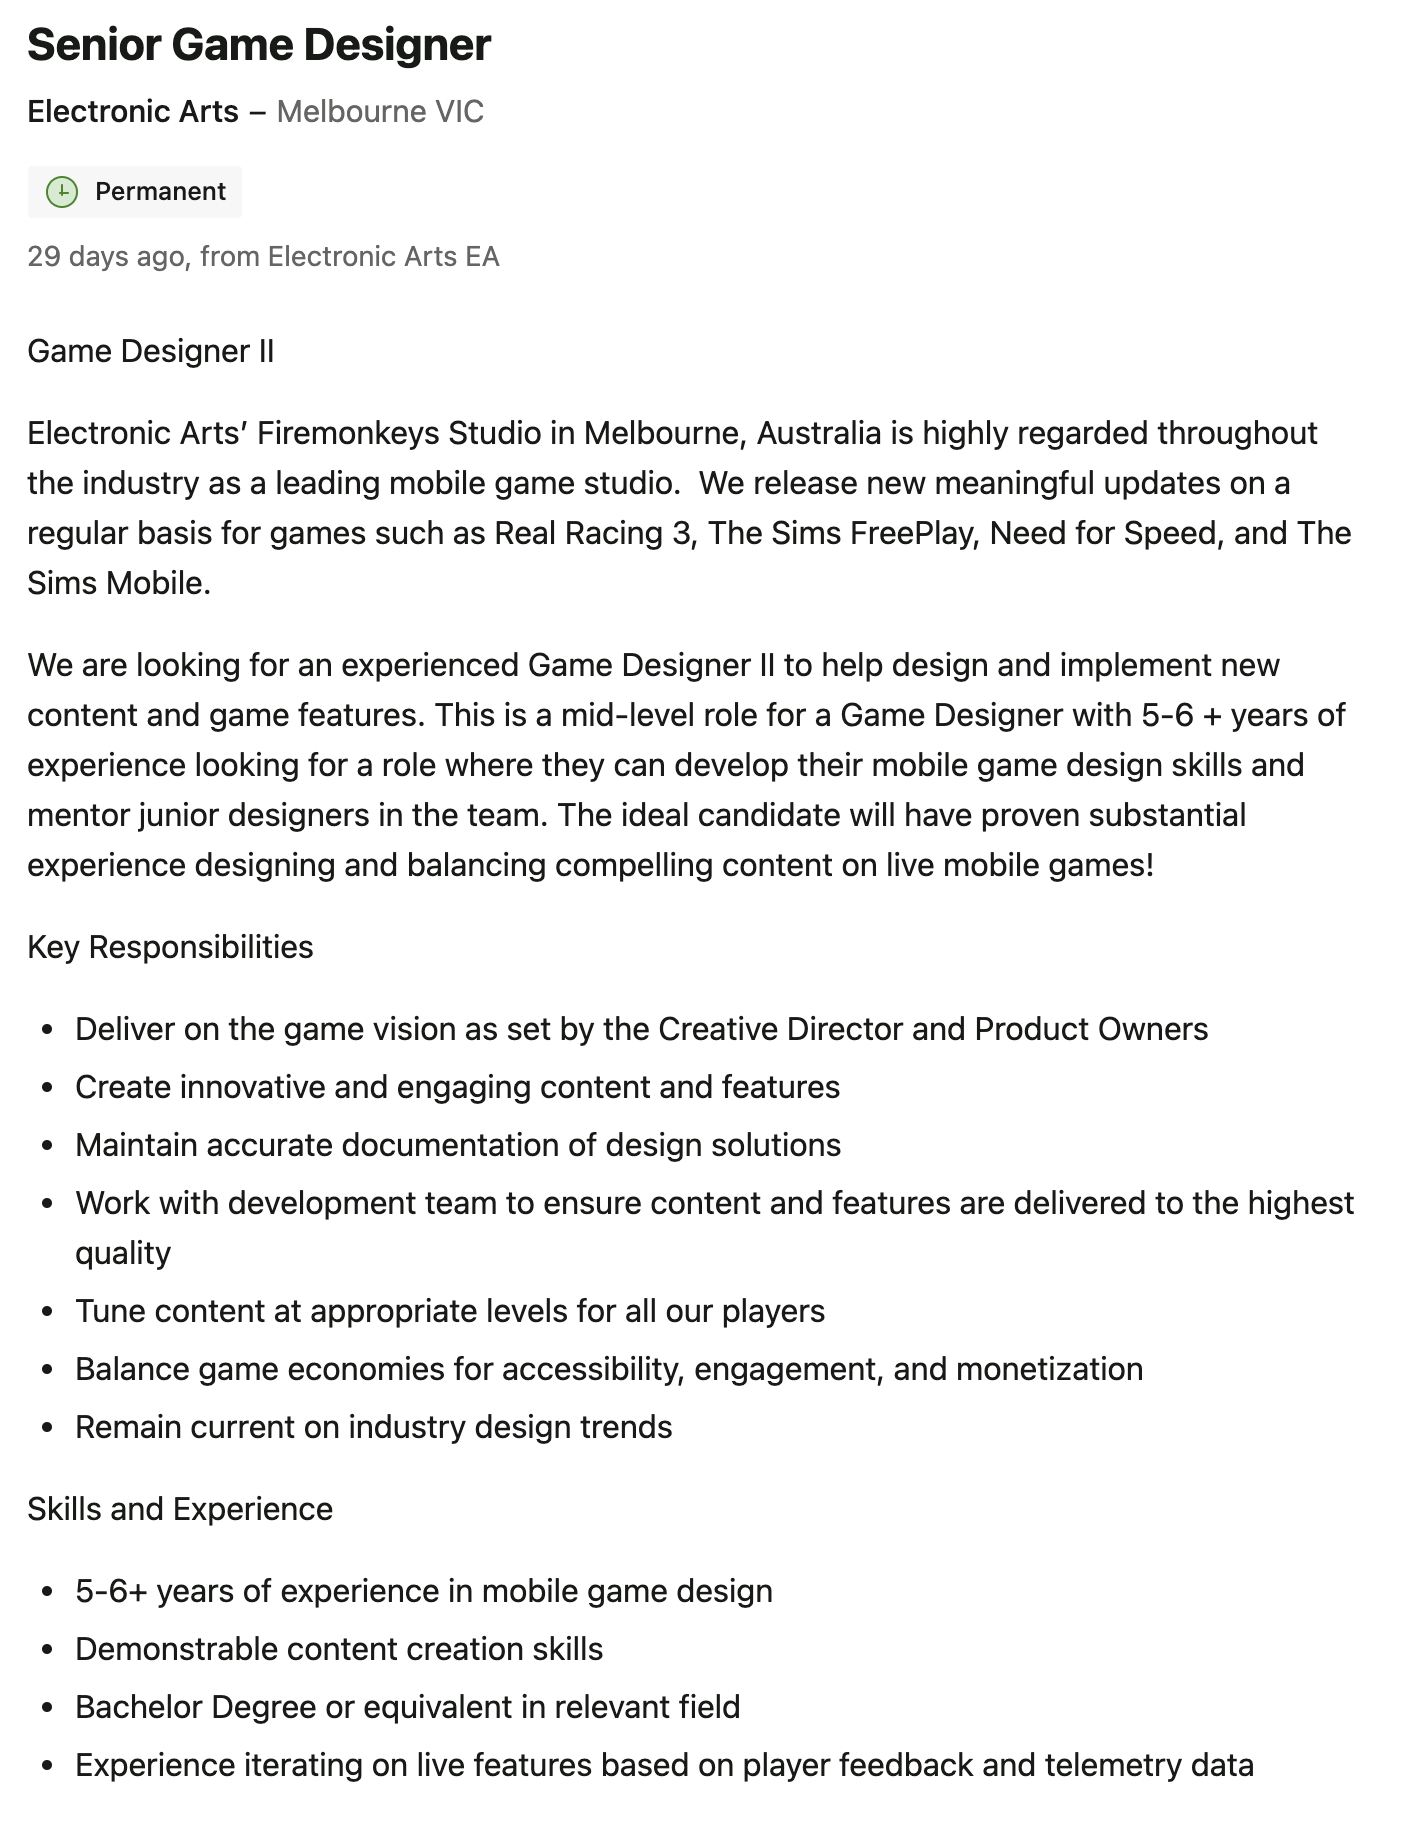 Senior Game Designer
Electronic Arts – Melbourne VIC
Permanent
29 days ago, from Electronic Arts EA
Game Designer II
Electronic Arts’ Firemonkeys Studio in Melbourne, Australia is highly regarded throughout
the industry as a leading mobile game studio.  We release new meaningful updates on a
regular basis for games such as Real Racing 3, The Sims FreePlay, Need for Speed, and The
Sims Mobile.
We are looking for an experienced Game Designer II to help design and implement new
content and game features. This is a mid-level role for a Game Designer with 5-6 + years of
experience looking for a role where they can develop their mobile game design skills and
mentor junior designers in the team. The ideal candidate will have proven substantial
experience designing and balancing compelling content on live mobile games!
Key Responsibilities
• Deliver on the game vision as set by the Creative Director and Product Owners
• Create innovative and engaging content and features
• Maintain accurate documentation of design solutions
• Work with development team to ensure content and features are delivered to the highest
quality
• Tune content at appropriate levels for all our players
• Balance game economies for accessibility, engagement, and monetization
• Remain current on industry design trends
Skills and Experience
• 5-6+ years of experience in mobile game design
• Demonstrable content creation skills
• Bachelor Degree or equivalent in relevant field
• Experience iterating on live features based on player feedback and telemetry data